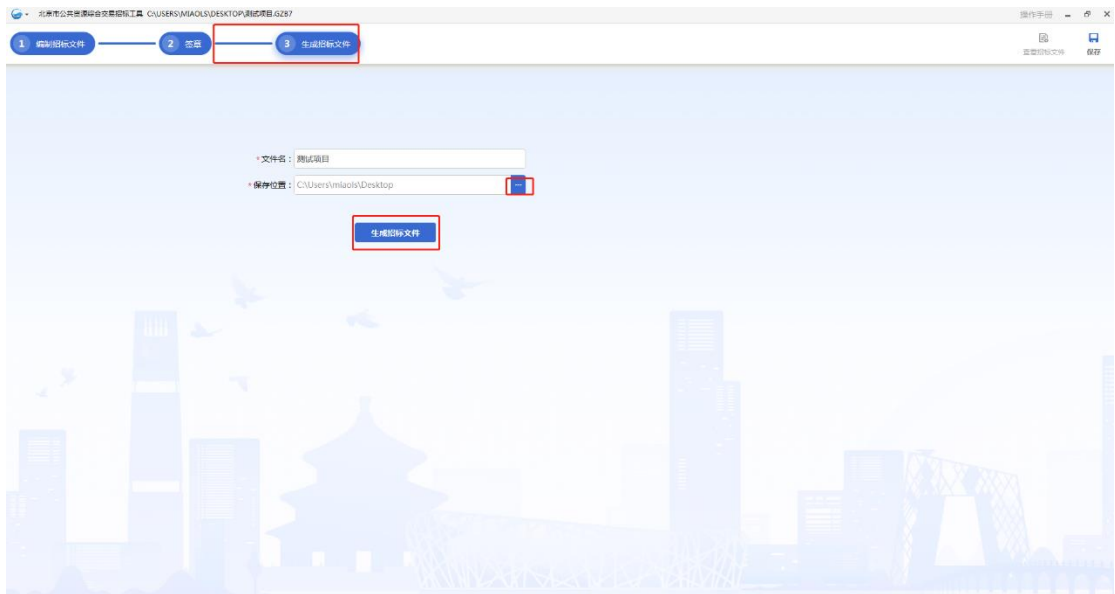 北京市公共资源综合交易招标工具 C:\USERS\MIAOLS\DESKTOP\测试项目.GZB7
操作手册
1 编制招标文件
2 签章
3 生成招标文件
查看招标文件
保存
*文件名：测试项目
*保存位置：C:\Users\miaols\Desktop
...
生成招标文件